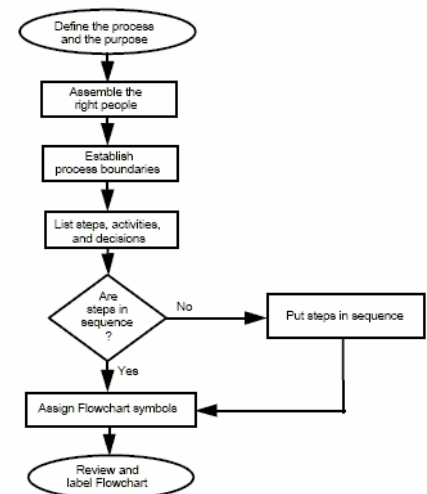 Define the process
and the purpose
Assemble the
right people
Establish
process boundaries
List steps, activities,
and decisions
Are
steps in
sequence
?
No
Put steps in sequence
Yes
Assign Flowchart symbols
Review and
label Flowchart